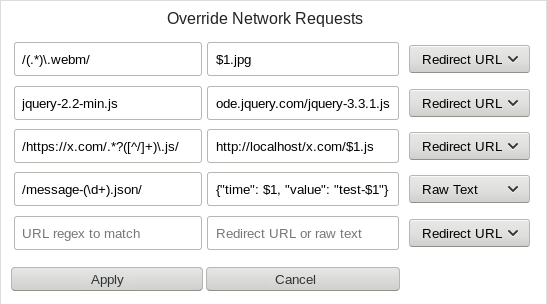 Override Network Requests
/(.*)\.webm/ $1.jpg Redirect URL
jquery-2.2-min.js ode.jquery.com/jquery-3.3.1.js Redirect URL
/https://x.com/.*?([^/]+)\.js/ http://localhost/x.com/$1.js Redirect URL
/message-(\d+).json/ {"time": $1, "value": "test-$1"} Raw Text
URL regex to match Redirect URL or raw text Redirect URL
Apply Cancel